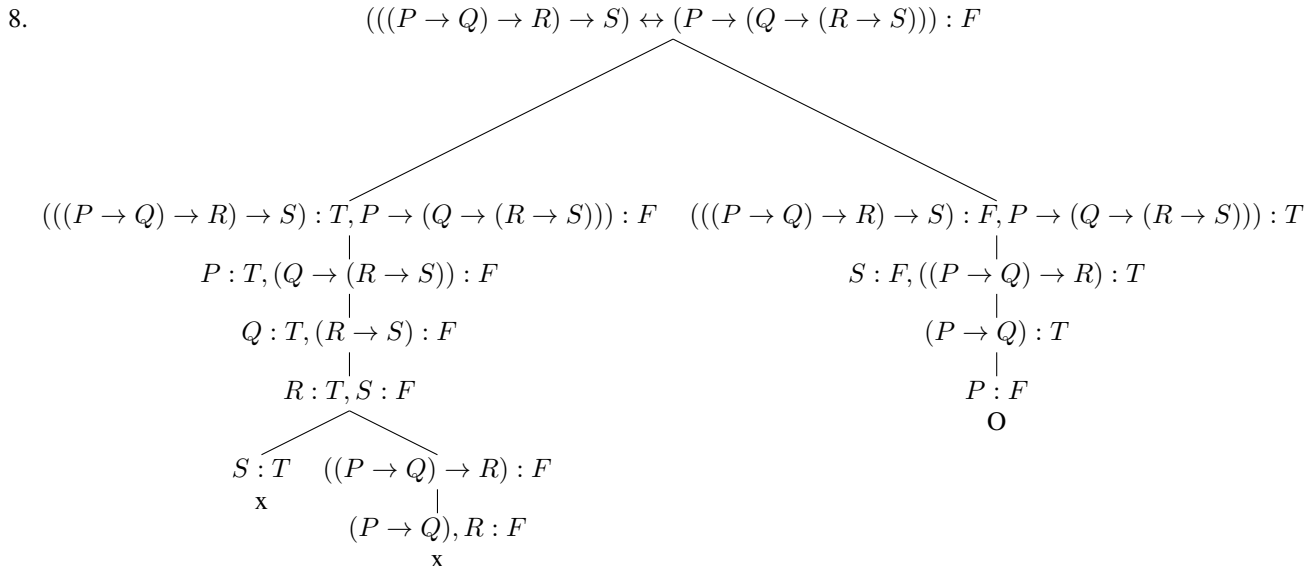 8. (((P → Q) → R) → S) ↔ (P → (Q → (R → S))) : F
(((P → Q) → R) → S) : T, P → (Q → (R → S))) : F (((P → Q) → R) → S) : F, P → (Q → (R → S))) : T
P : T, (Q → (R → S)) : F S : F, ((P → Q) → R) : T
Q : T, (R → S) : F (P → Q) : T
R : T, S : F P : F
O
S : T ((P → Q) → R) : F
x
(P → Q), R : F
x